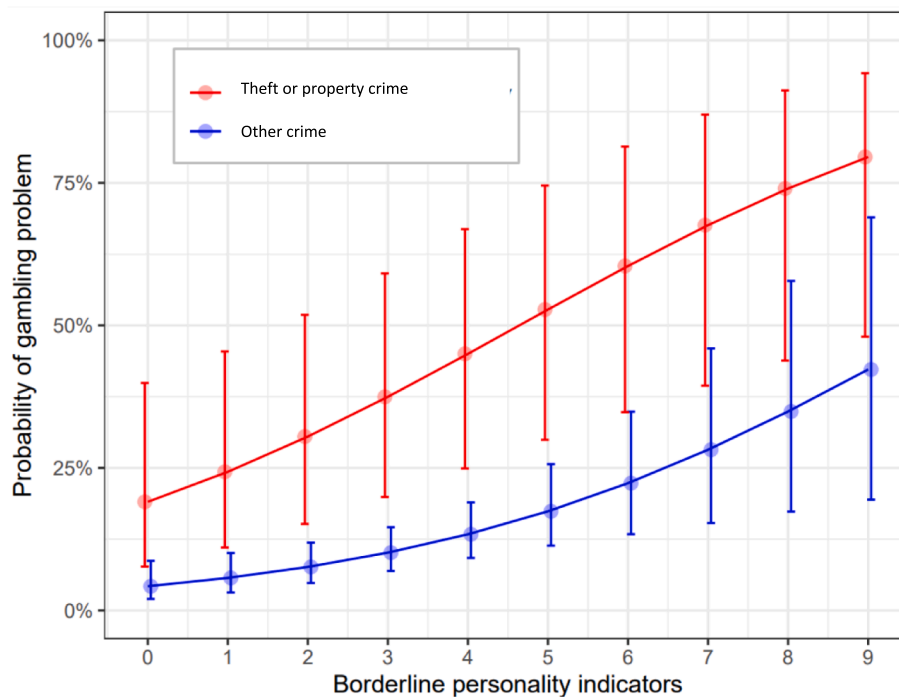 100%
75%
50%
25%
0%
Probability of gambling problem
Theft or property crime
Other crime
0 1 2 3 4 5 6 7 8 9
Borderline personality indicators